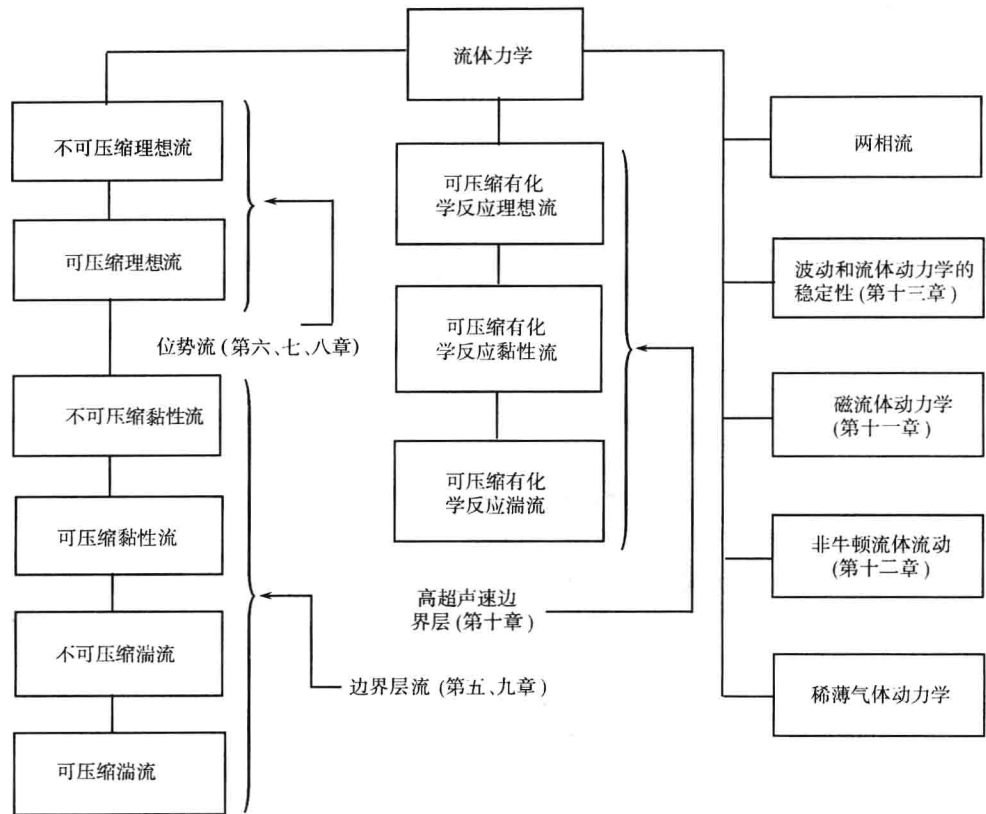 流体力学
不可压缩理想流
可压缩理想流
位势流(第六、七、八章)
不可压缩黏性流
可压缩黏性流
不可压缩湍流
可压缩湍流
边界层流(第五、九章)
可压缩有化
学反应理想流
可压缩有化
学反应黏性流
可压缩有化
学反应湍流
高超声速边
界层(第十章)
两相流
波动和流体动力学的
稳定性(第十三章)
磁流体动力学
(第十一章)
非牛顿流体流动
(第十二章)
稀薄气体动力学